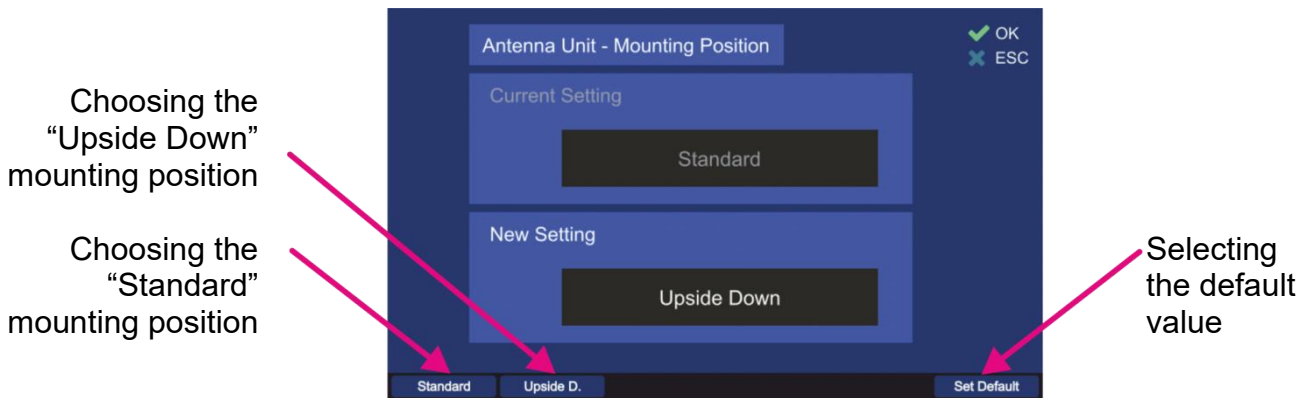 Choosing the
“Upside Down”
mounting position
Choosing the
“Standard”
mounting position
Antenna Unit - Mounting Position
OK
ESC
Current Setting
Standard
New Setting
Upside Down
Standard
Upside D.
Set Default
Selecting
the default
value